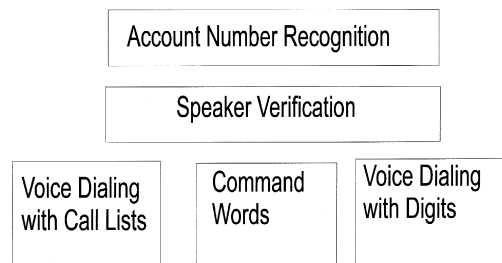 Account Number Recognition
Speaker Verification
Voice Dialing
with Call Lists
Command
Words
Voice Dialing
with Digits